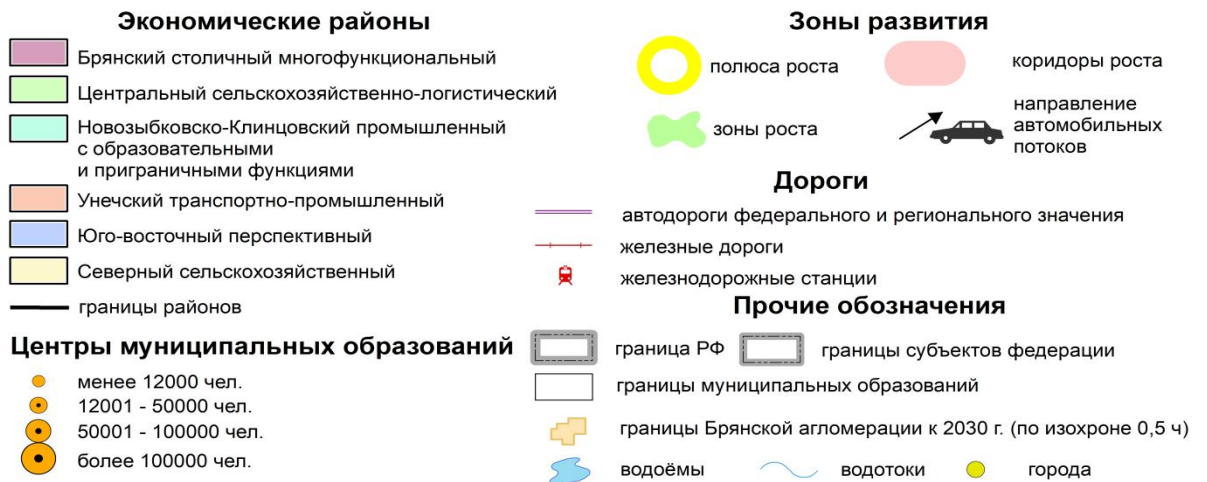 Экономические районы
Брянский столичный многофункциональный
Центральный сельскохозяйственно-логистический
Новозыбковско-Клинцовский промышленный
с образовательными
и приграничными функциями
Унечский транспортно-промышленный
Юго-восточный перспективный
Северный сельскохозяйственный
границы районов
Центры муниципальных образований
менее 12000 чел.
12001 - 50000 чел.
50001 - 100000 чел.
более 100000 чел.
Зоны развития
полюса роста
коридоры роста
зоны роста
направление
автомобильных
потоков
Дороги
автодороги федерального и регионального значения
железные дороги
железнодорожные станции
Прочие обозначения
граница РФ
границы субъектов федерации
границы муниципальных образований
границы Брянской агломерации к 2030 г. (по изохроне 0,5 ч)
водоёмы
водотоки
города